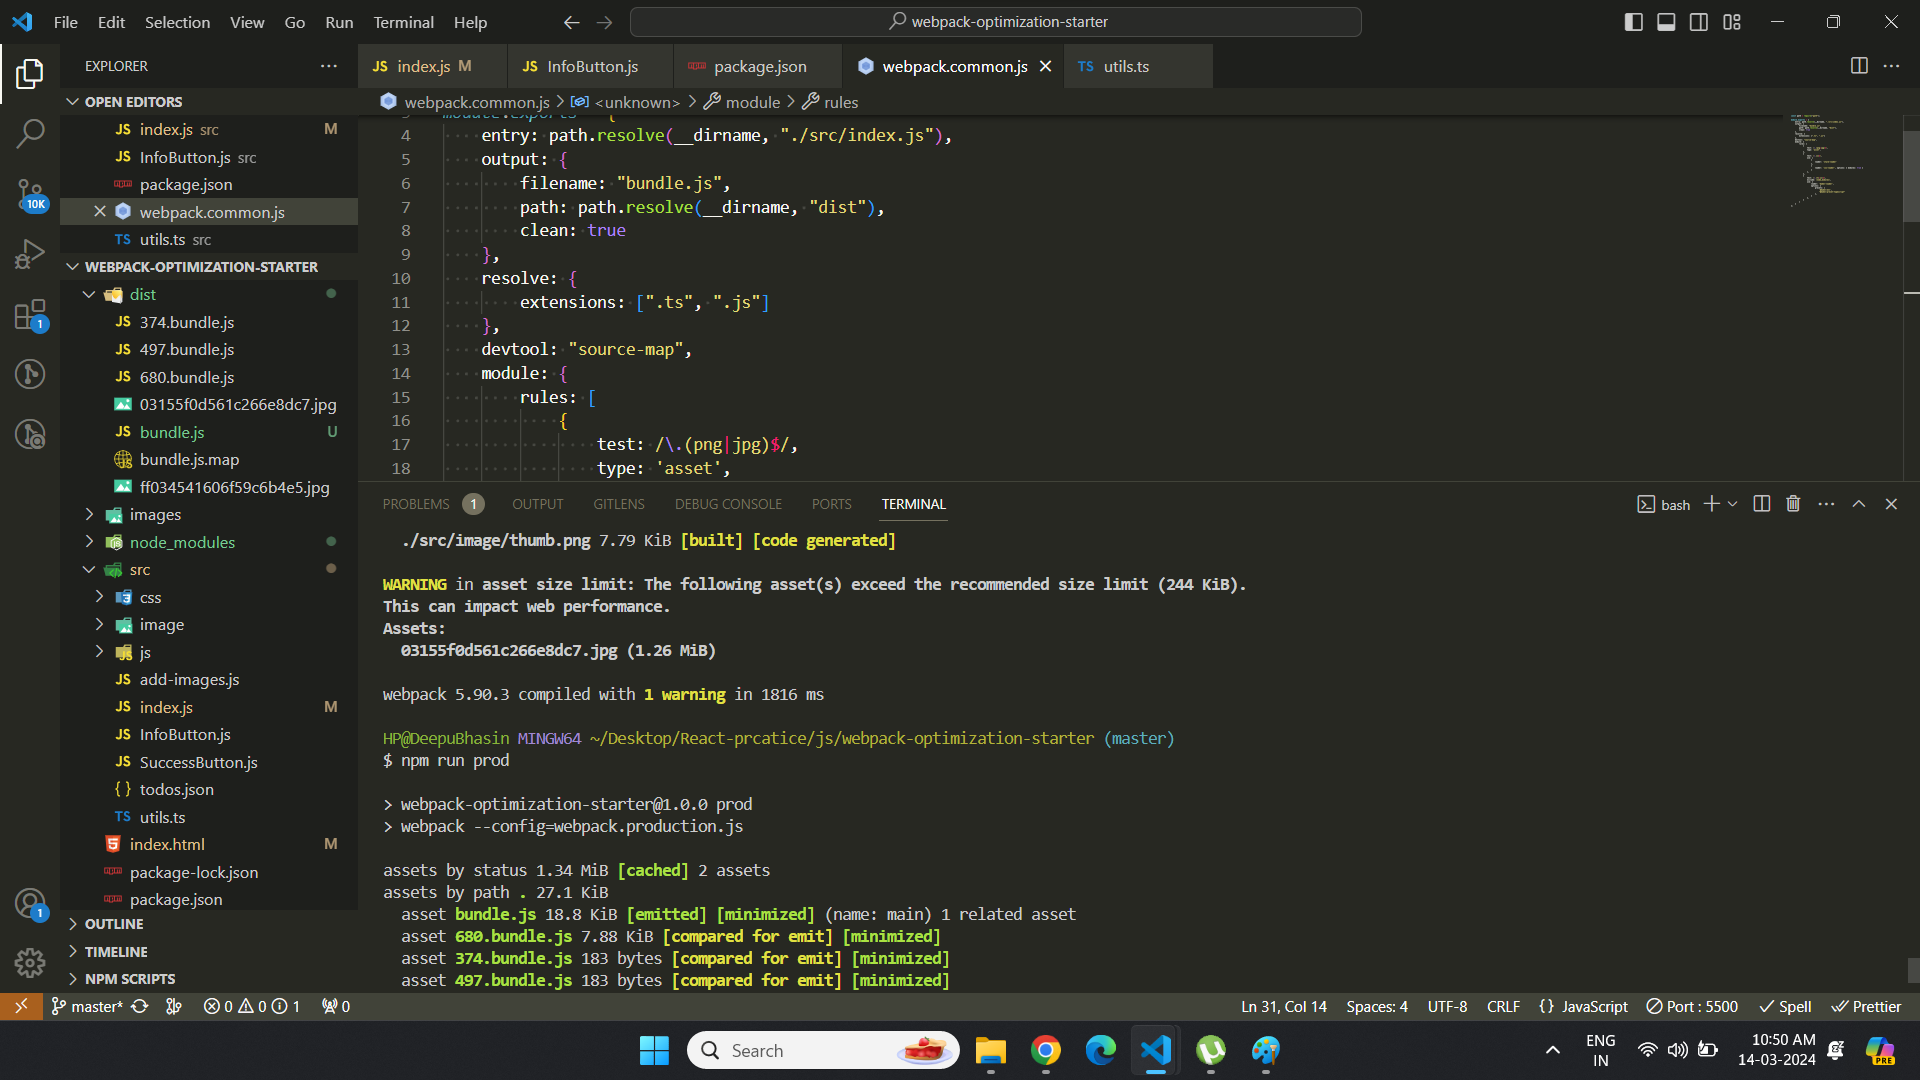 File Edit Selection View Go Run Terminal Help
webpack-optimization-starter
EXPLORER
OPEN EDITORS
JS index.js src M
JS InfoButton.js src
package.json
webpack.common.js
TS utils.ts src
WEBPACK-OPTIMIZATION-STARTER
dist
JS 374.bundle.js
JS 497.bundle.js
JS 680.bundle.js
03155f0d561c266e8dc7.jpg
JS bundle.js U
bundle.js.map
ff034541606f59c6b4e5.jpg
images
node_modules
src
css
image
js
JS add-images.js
JS index.js M
JS InfoButton.js
JS SuccessButton.js
{ } todos.json
TS utils.ts
index.html M
package-lock.json
package.json
OUTLINE
TIMELINE
NPM SCRIPTS
10K
1
1
JS index.js M
JS InfoButton.js
package.json
webpack.common.js
TS utils.ts
webpack.common.js > <unknown> > module > rules
4 entry: path.resolve(__dirname, "./src/index.js"),
5 output: {
6 filename: "bundle.js",
7 path: path.resolve(__dirname, "dist"),
8 clean: true
9 },
10 resolve: {
11 extensions: [".ts", ".js"]
12 },
13 devtool: "source-map",
14 module: {
15 rules: [
16 {
17 test: /\.(png|jpg)$/,
18 type: 'asset',
PROBLEMS 1 OUTPUT GITLENS DEBUG CONSOLE PORTS TERMINAL
bash
./src/image/thumb.png 7.79 KiB [built] [code generated]
WARNING in asset size limit: The following asset(s) exceed the recommended size limit (244 KiB).
This can impact web performance.
Assets:
03155f0d561c266e8dc7.jpg (1.26 MiB)
webpack 5.90.3 compiled with 1 warning in 1816 ms
HP@DeepuBhasin MINGW64 ~/Desktop/React-prcatice/js/webpack-optimization-starter (master)
$ npm run prod
> webpack-optimization-starter@1.0.0 prod
> webpack --config=webpack.production.js
assets by status 1.34 MiB [cached] 2 assets
assets by path . 27.1 KiB
asset bundle.js 18.8 KiB [emitted] [minimized] (name: main) 1 related asset
asset 680.bundle.js 7.88 KiB [compared for emit] [minimized]
asset 374.bundle.js 183 bytes [compared for emit] [minimized]
asset 497.bundle.js 183 bytes [compared for emit] [minimized]
master* 0 0 1 0
Ln 31, Col 14 Spaces: 4 UTF-8 CRLF { } JavaScript Port : 5500 Spell Prettier
Search
ENG
IN
10:50 AM
14-03-2024
PRE